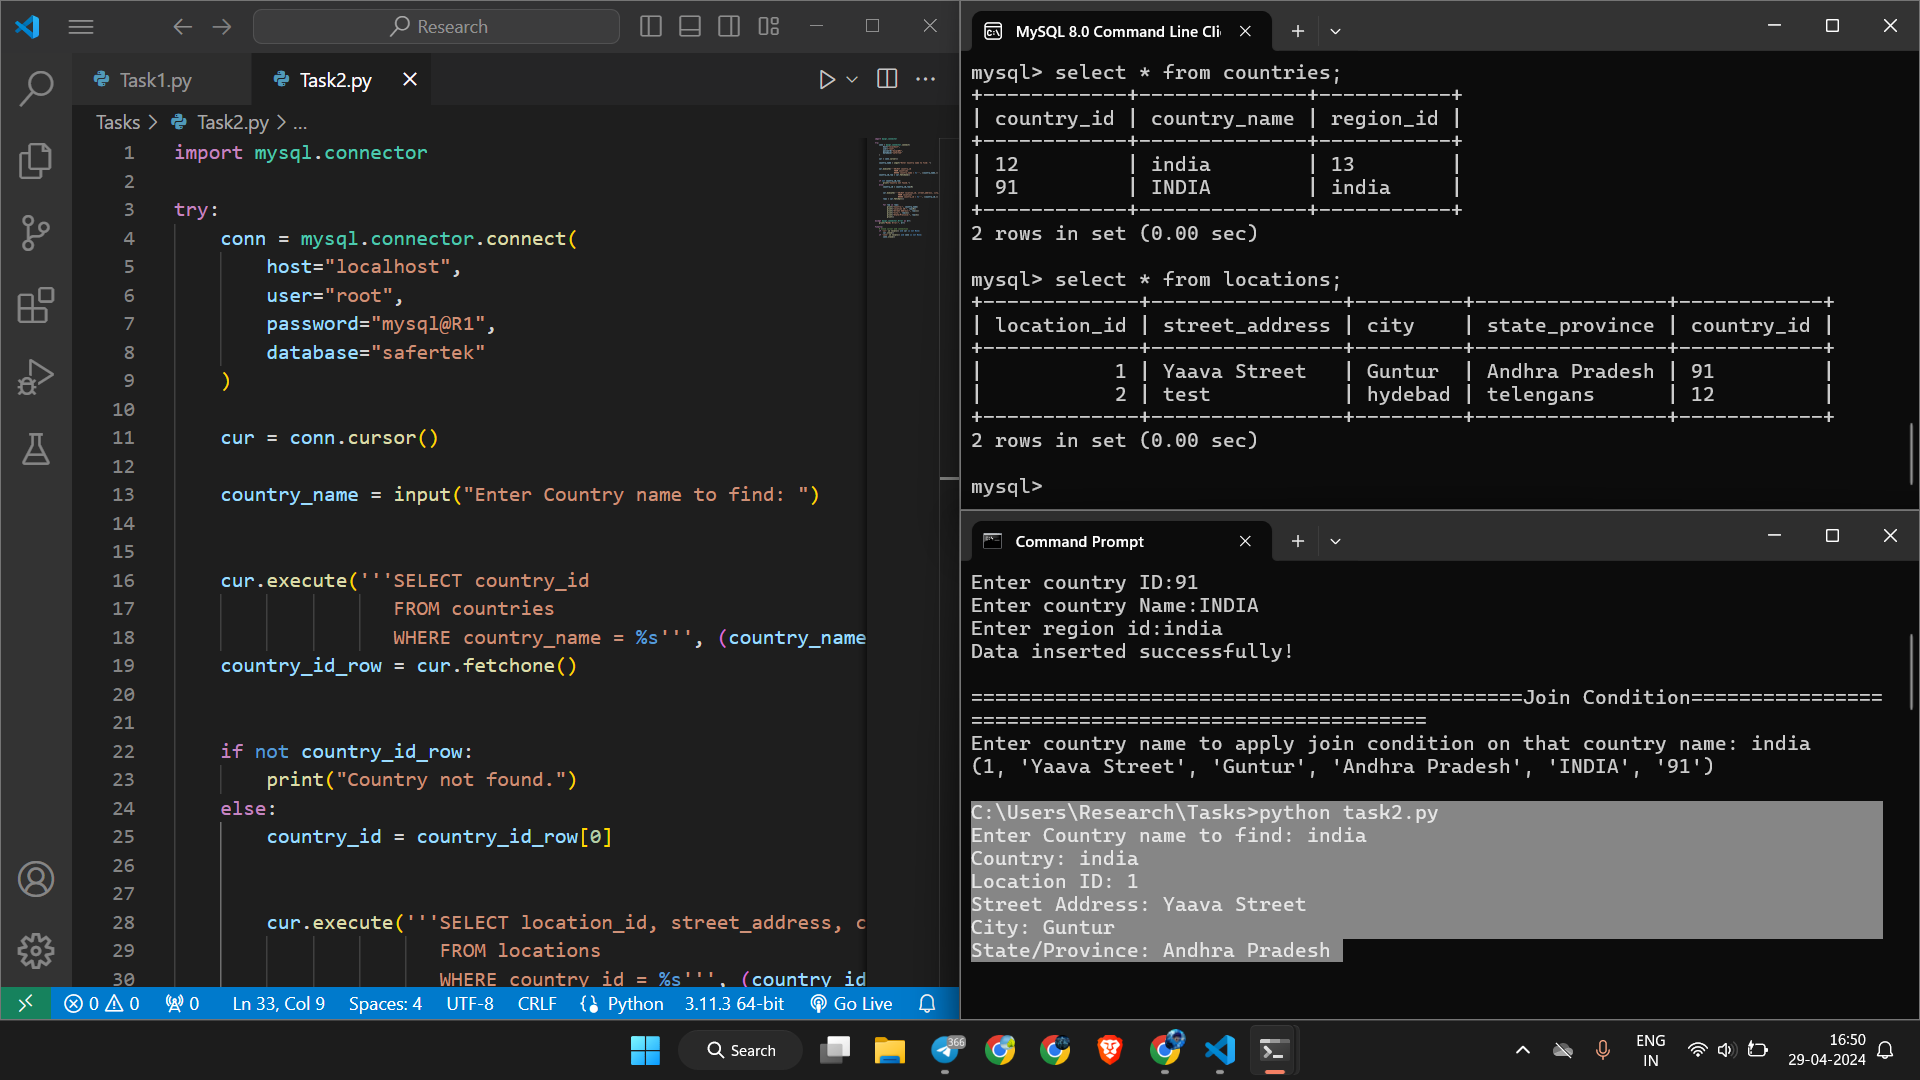 Research
Task1.py
Task2.py
Tasks > Task2.py > ...
1 import mysql.connector
2
3 try:
4 conn = mysql.connector.connect(
5 host="localhost",
6 user="root",
7 password="mysql@R1",
8 database="safertek"
9 )
10
11 cur = conn.cursor()
12
13 country_name = input("Enter Country name to find: ")
14
15
16 cur.execute('''SELECT country_id
17 FROM countries
18 WHERE country_name = %s''', (country_name
19 country_id_row = cur.fetchone()
20
21
22 if not country_id_row:
23 print("Country not found.")
24 else:
25 country_id = country_id_row[0]
26
27
28 cur.execute('''SELECT location_id, street_address, c
29 FROM locations
30 WHERE country_id = %s''', (country_id
0 0 0 Ln 33, Col 9 Spaces: 4 UTF-8 CRLF Python 3.11.3 64-bit Go Live
MySQL 8.0 Command Line Cli
mysql> select * from countries;
+------------+--------------+-----------+
| country_id | country_name | region_id |
+------------+--------------+-----------+
| 12 | india | 13 |
| 91 | INDIA | india |
+------------+--------------+-----------+
2 rows in set (0.00 sec)
mysql> select * from locations;
+-------------+----------------+---------+----------------+------------+
| location_id | street_address | city | state_province | country_id |
+-------------+----------------+---------+----------------+------------+
| 1 | Yaava Street | Guntur | Andhra Pradesh | 91 |
| 2 | test | hydebad | telengans | 12 |
+-------------+----------------+---------+----------------+------------+
2 rows in set (0.00 sec)
mysql>
Command Prompt
Enter country ID:91
Enter country Name:INDIA
Enter region id:india
Data inserted successfully!
==============================================Join Condition================
======================================
Enter country name to apply join condition on that country name: india
(1, 'Yaava Street', 'Guntur', 'Andhra Pradesh', 'INDIA', '91')
C:\Users\Research\Tasks>python task2.py
Enter Country name to find: india
Country: india
Location ID: 1
Street Address: Yaava Street
City: Guntur
State/Province: Andhra Pradesh
Search
366
ENG
IN
16:50
29-04-2024